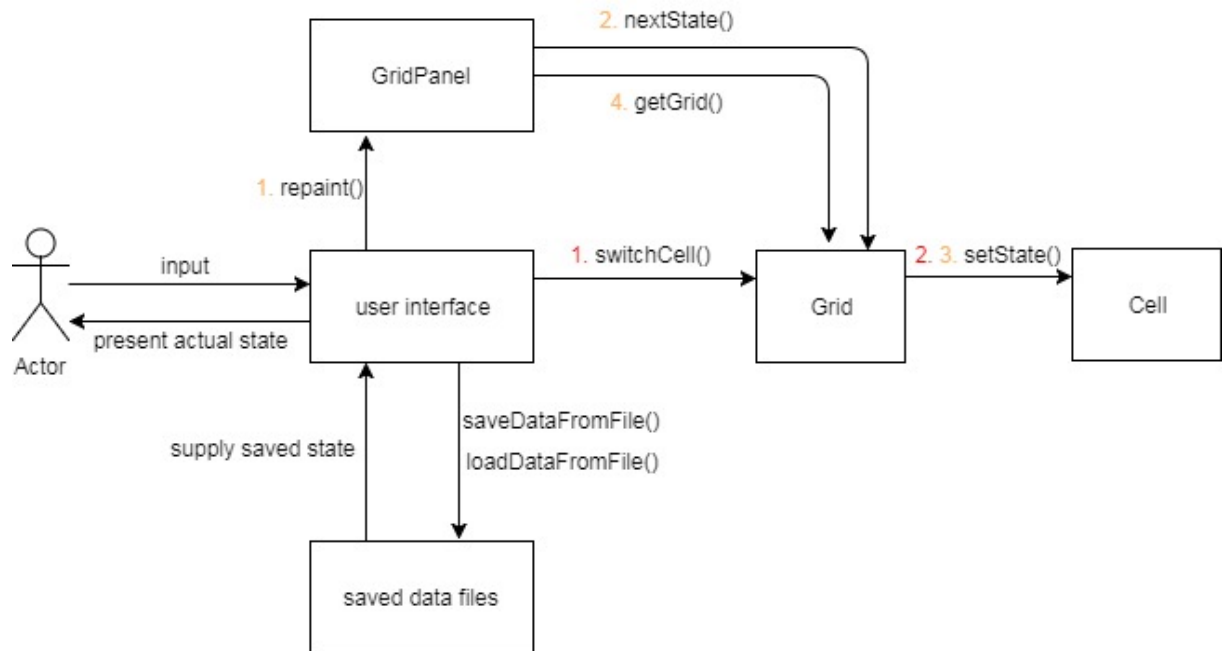 2. nextState()
GridPanel
4. getGrid()
1. repaint()
input
1. switchCell()
2. 3. setState()
user interface
Grid
Cell
present actual state
Actor
saveDataFromFile()
supply saved state
loadDataFromFile()
saved data files